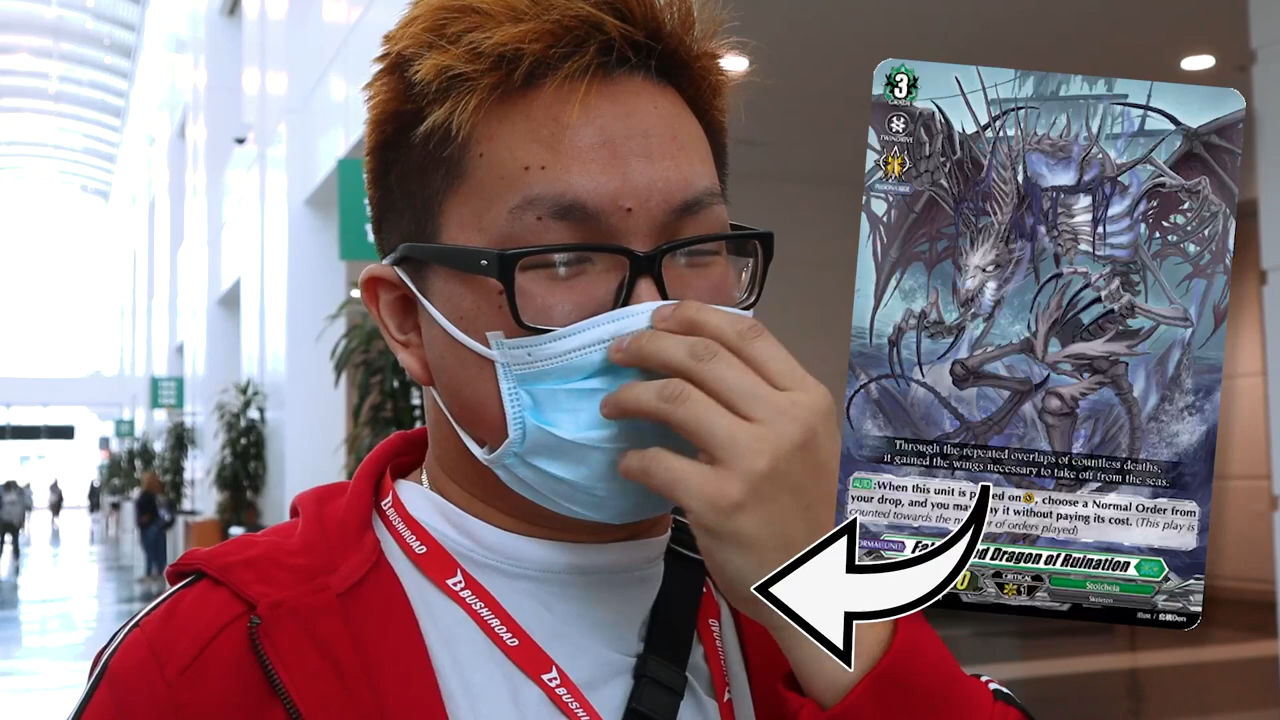 3
TWINDRIVE
PERSONA RIDE
Through the repeated overlaps of countless deaths,
it gained the wings necessary to take off from the seas.
AUTO:When this unit is placed on , choose a Normal Order from
your drop, and you may play it without paying its cost. (This play is
counted towards the of orders played)
Dragon of Ruination
CRITICAL
1
Stoicheia
Skeleton
BUSHIROAD
BUSHIROAD
BUSHI
BUSHIROAD